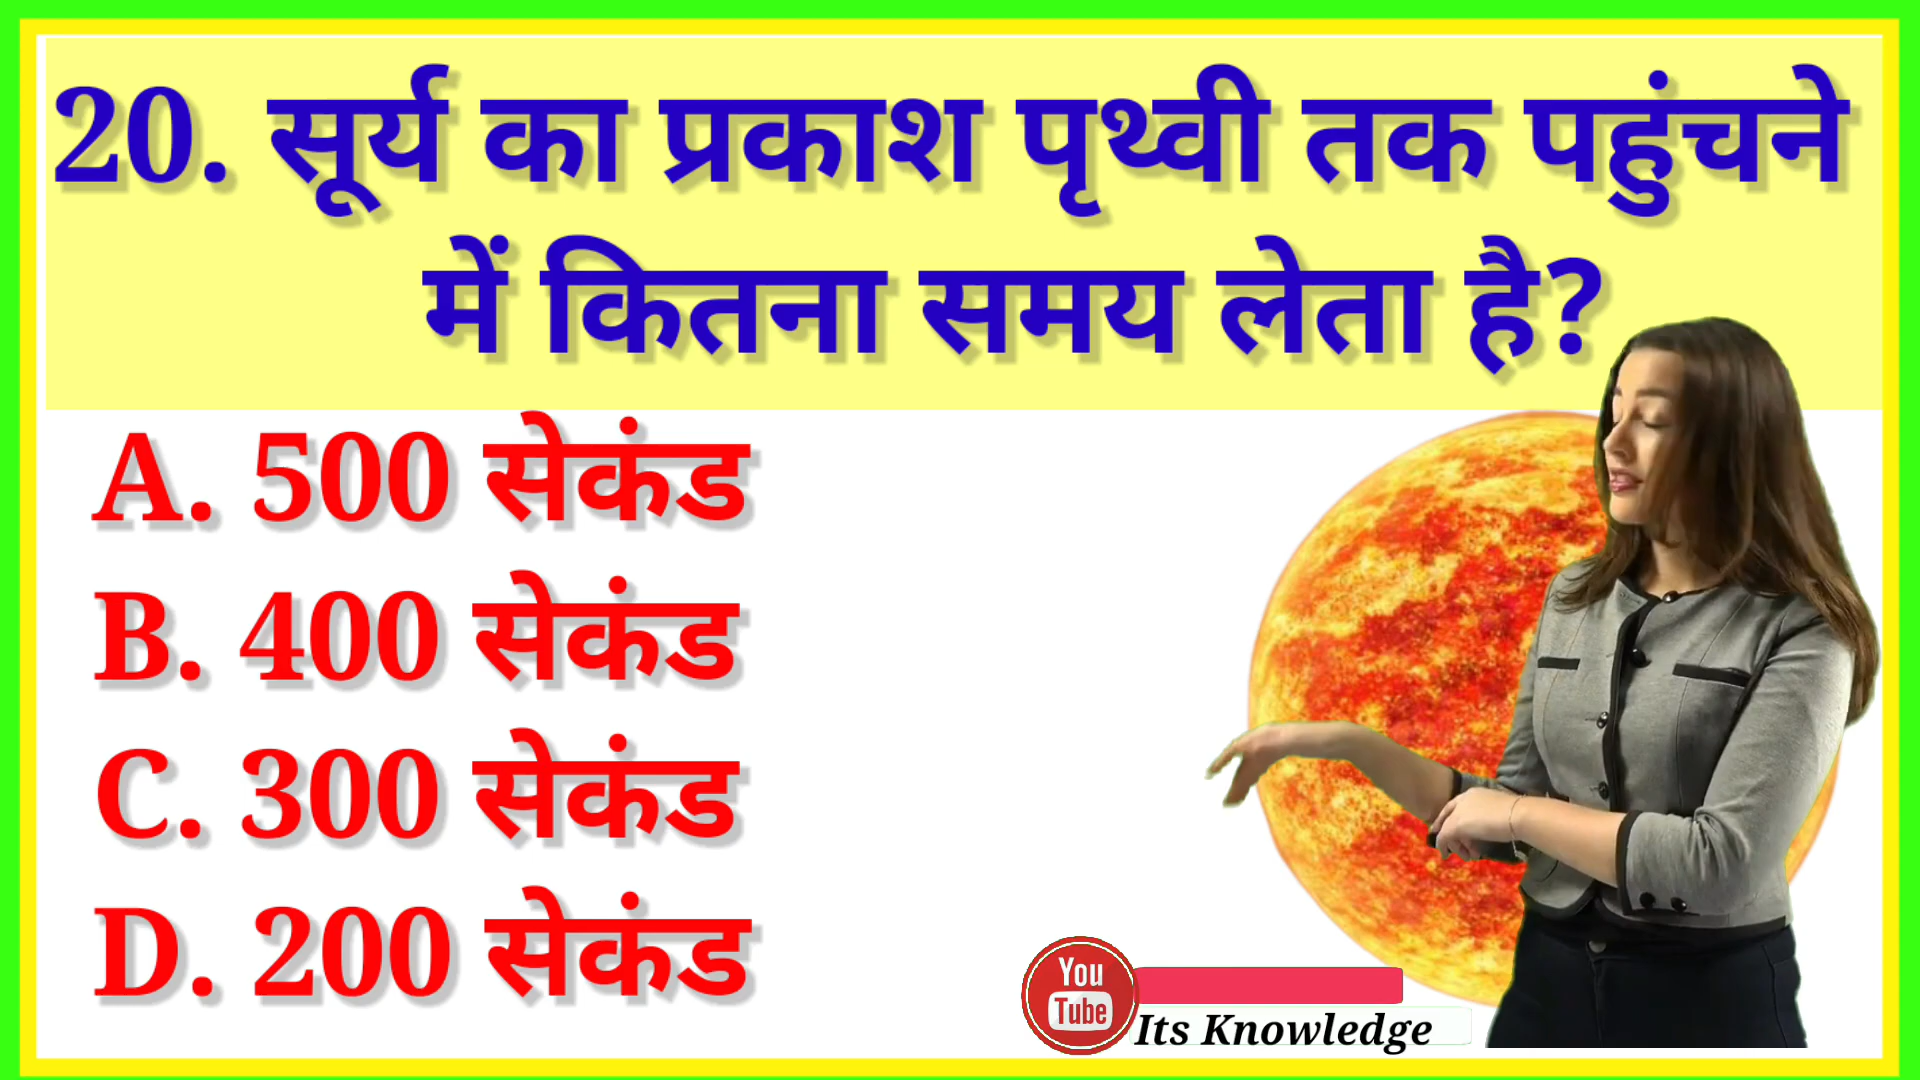 20. सूर्य का प्रकाश पृथ्वी तक पहुंचने
में कितना समय लेता है?
A. 500 सेकंड
B. 400 सेकंड
C. 300 सेकंड
D. 200 सेकंड
You
Tube
Its Knowledge